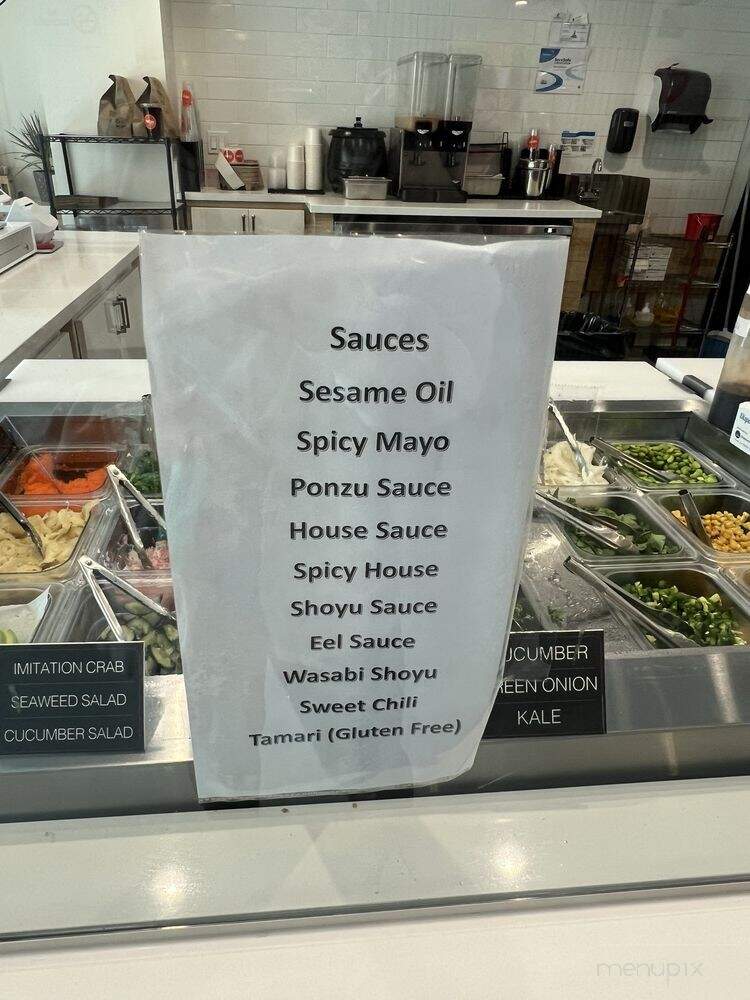 Sauces
Sesame Oil
Spicy Mayo
Ponzu Sauce
House Sauce
Spicy House
Shoyu Sauce
Eel Sauce
Wasabi Shoyu
Sweet Chili
Tamari (Gluten Free)
IMITATION CRAB
SEAWEED SALAD
CUCUMBER SALAD
UCUMBER
REEN ONION
KALE
menupix